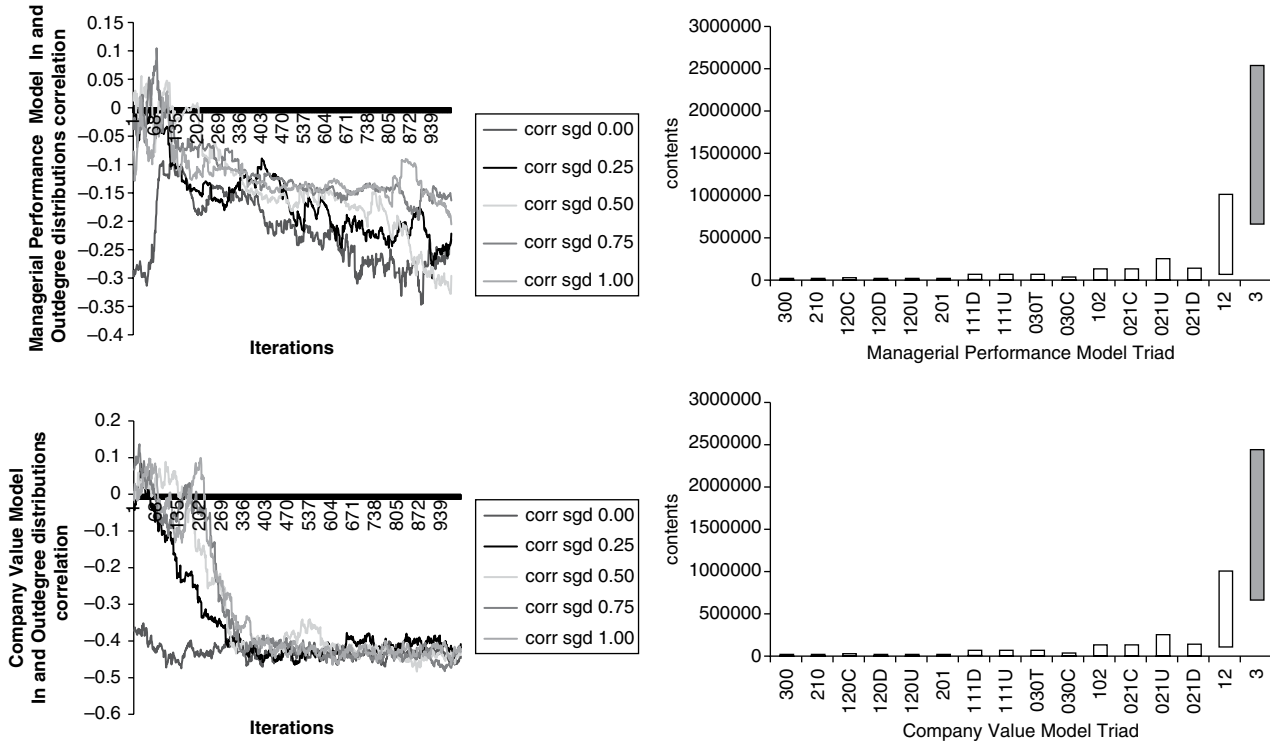 Managerial Performance Model In and
Outdegree distributions correlation
0.15
0.1
0.05
0
−0.05
−0.1
−0.15
−0.2
−0.25
−0.3
−0.35
−0.4
1
68
135
202
269
336
403
470
537
604
671
738
805
872
939
Iterations
corr sgd 0.00
corr sgd 0.25
corr sgd 0.50
corr sgd 0.75
corr sgd 1.00
contents
3000000
2500000
2000000
1500000
1000000
500000
0
300
210
120C
120D
120U
201
111D
111U
030T
030C
102
021C
021U
021D
12
3
Managerial Performance Model Triad
Company Value Model
In and Outdegree distributions
correlation
0.2
0.1
0
−0.1
−0.2
−0.3
−0.4
−0.5
−0.6
1
68
135
202
269
336
403
470
537
604
671
738
805
872
939
Iterations
corr sgd 0.00
corr sgd 0.25
corr sgd 0.50
corr sgd 0.75
corr sgd 1.00
contents
3000000
2500000
2000000
1500000
1000000
500000
0
300
210
120C
120D
120U
201
111D
111U
030T
030C
102
021C
021U
021D
12
3
Company Value Model Triad